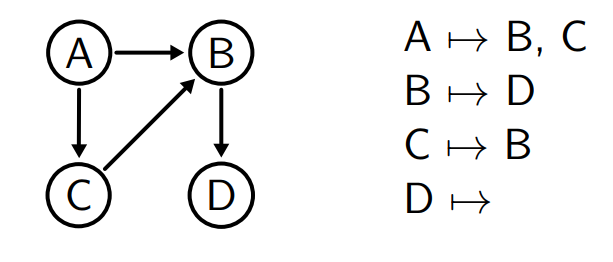 A B
C D
A ↦ B, C
B ↦ D
C ↦ B
D ↦